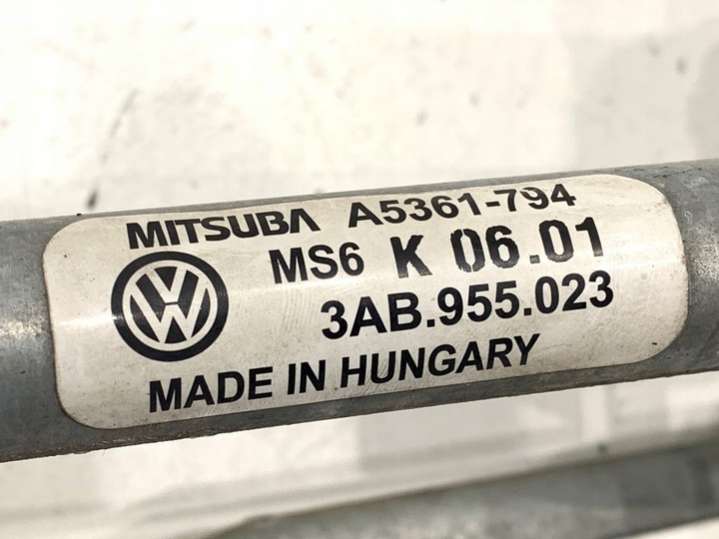 MITSUBA A5361-794
MS6 K 06.01
3AB.955.023
MADE IN HUNGARY